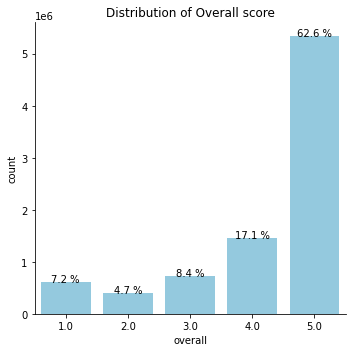 Distribution of Overall score
1e6
count
5
4
3
2
1
0
7.2 %
4.7 %
8.4 %
17.1 %
62.6 %
1.0 2.0 3.0 4.0 5.0
overall